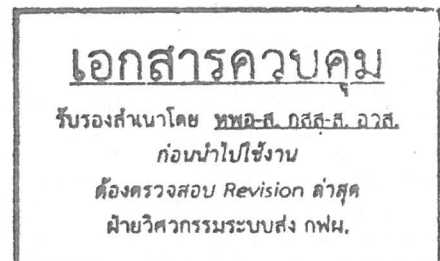 เอกสารควบคุม
รับรองสำเนาโดย หพอ-ส. กสส-ส. อวส.
ก่อนนำไปใช้งาน
ต้องตรวจสอบ Revision ล่าสุด
ฝ่ายวิศวกรรมระบบส่ง กฟผ.